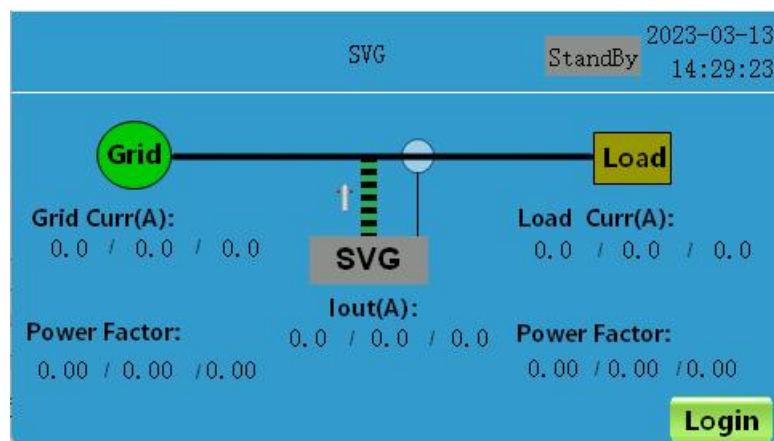 SVG
StandBy
2023-03-13
14:29:23
Grid
Load
Grid Curr(A):
0.0 / 0.0 / 0.0
SVG
Load Curr(A):
0.0 / 0.0 / 0.0
Iout(A):
0.0 / 0.0 / 0.0
Power Factor:
0.00 / 0.00 /0.00
Power Factor:
0.00 /0.00 /0.00
Login